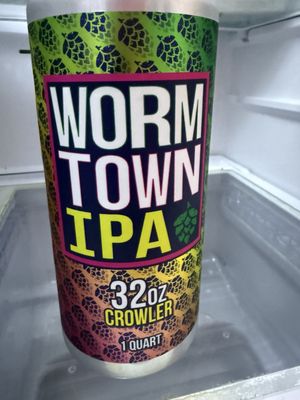 WORM
TOWN
IPA
32OZ
CROWLER
1 QUART